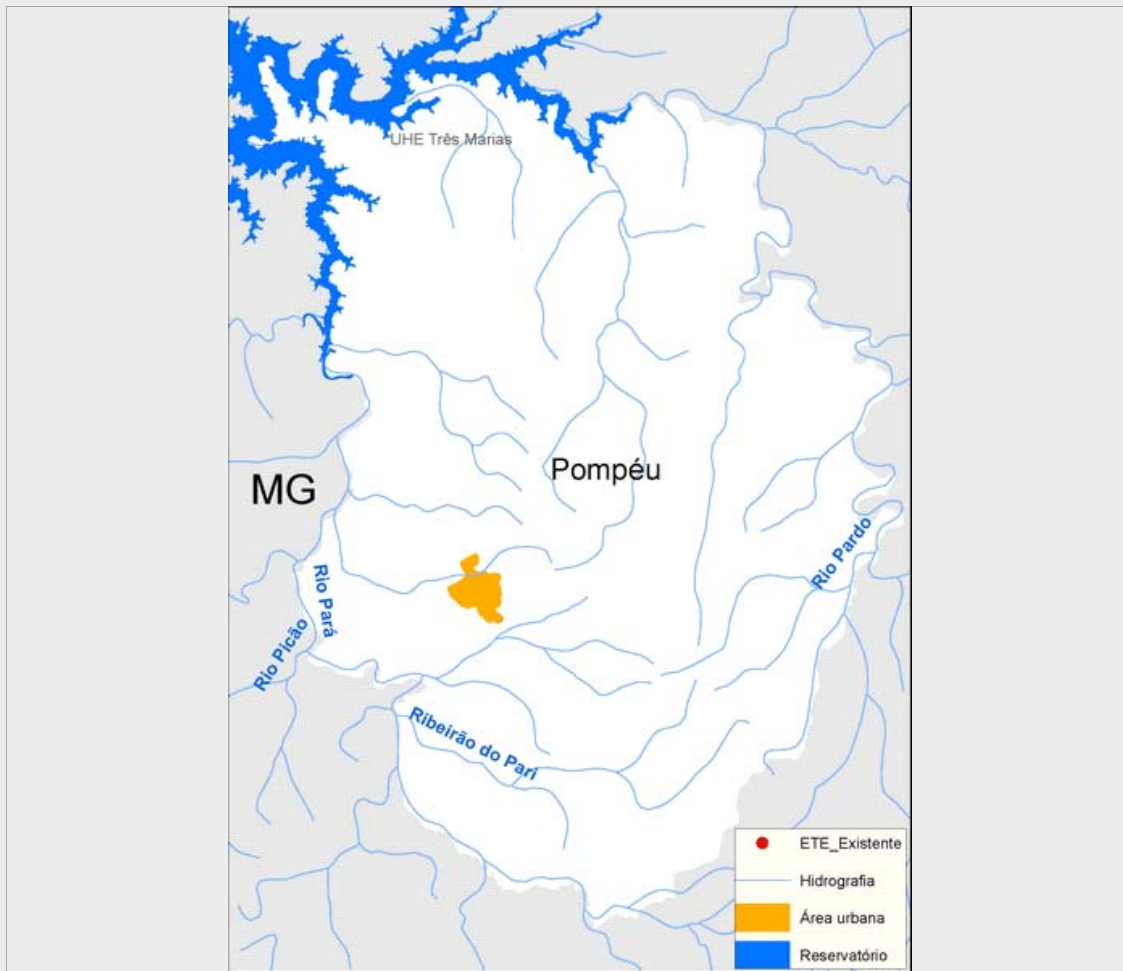 UHE Três Marias
Pompéu
MG
Rio Pardo
Rio Pará
Rio Picão
Ribeirão do Pari
ETE_Existente
Hidrografia
Área urbana
Reservatório